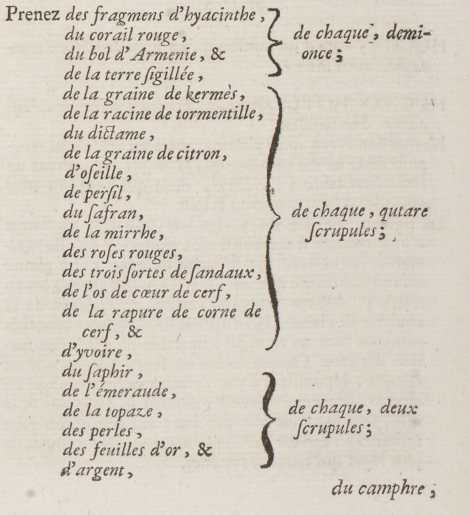 Prenez des fragmens d'hyacinthe,
du corail rouge,
du bol d'Armenie, &
de la terre ſigillée,
de chaque, demi-
once;
de la graine de kermès,
de la racine de tormentille,
du dictame,
de la graine de citron,
d'oſeille,
de perſil,
du ſafran,
de la mirrhe,
des roſes rouges,
des trois ſortes de ſandaux,
de l'os de cœur de cerf,
de la rapure de corne de
cerf, &
d'yvoire,
de chaque, qutare
ſcrupules;
du ſaphir,
de l'émeraude,
de la topaze,
des perles,
des feuilles d'or, &
d'argent,
de chaque, deux
ſcrupules;
du camphre,